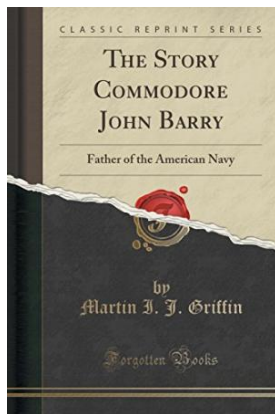 CLASSIC REPRINT SERIES
THE STORY
COMMODORE
JOHN BARRY
Father of the American Navy
by
Martin I. J. Griffin
Forgotten Books